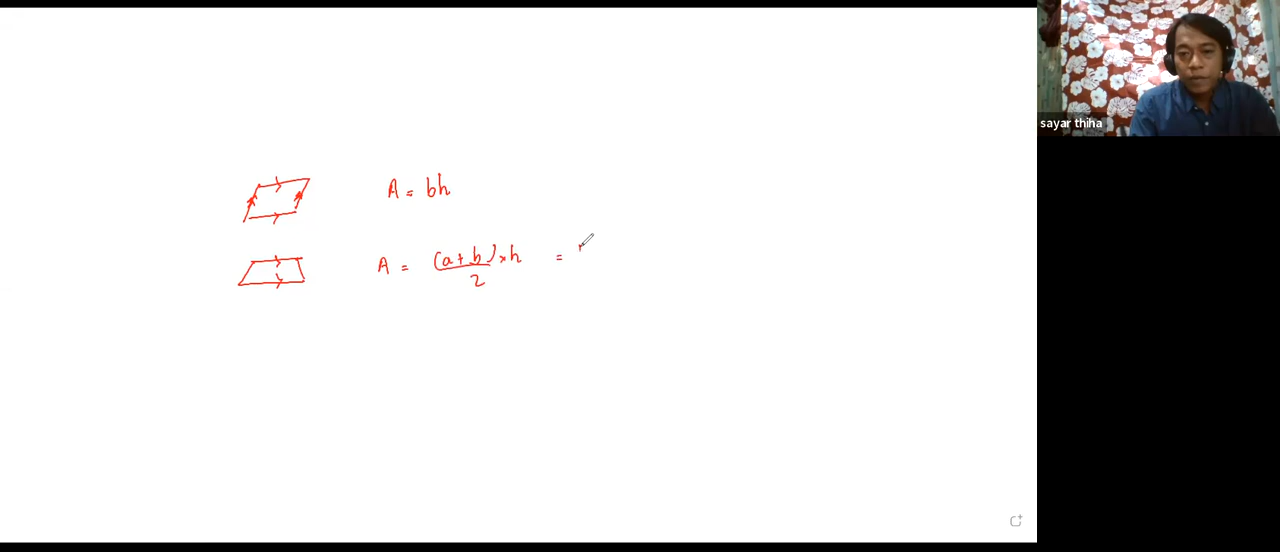 A = bh
A = (a+b)/2 × h =
sayar thiha